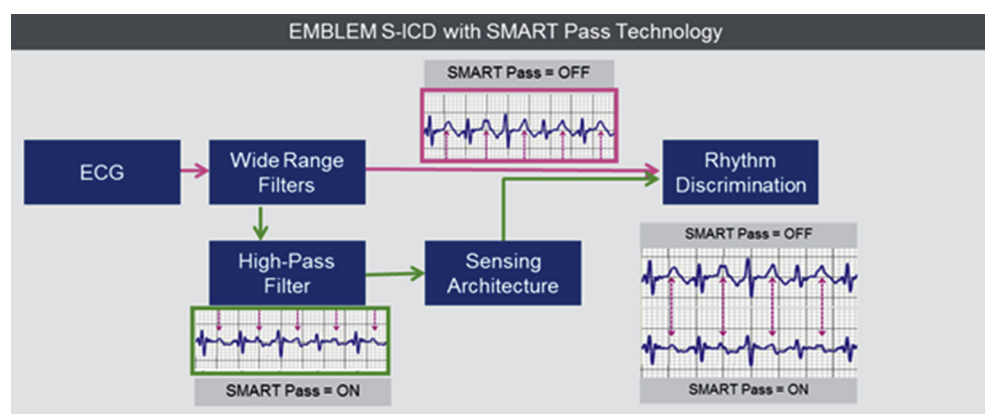 EMBLEM S-ICD with SMART Pass Technology
SMART Pass = OFF
ECG
Wide Range
Filters
Rhythm
Discrimination
High-Pass
Filter
Sensing
Architecture
SMART Pass = ON
SMART Pass = OFF
SMART Pass = ON